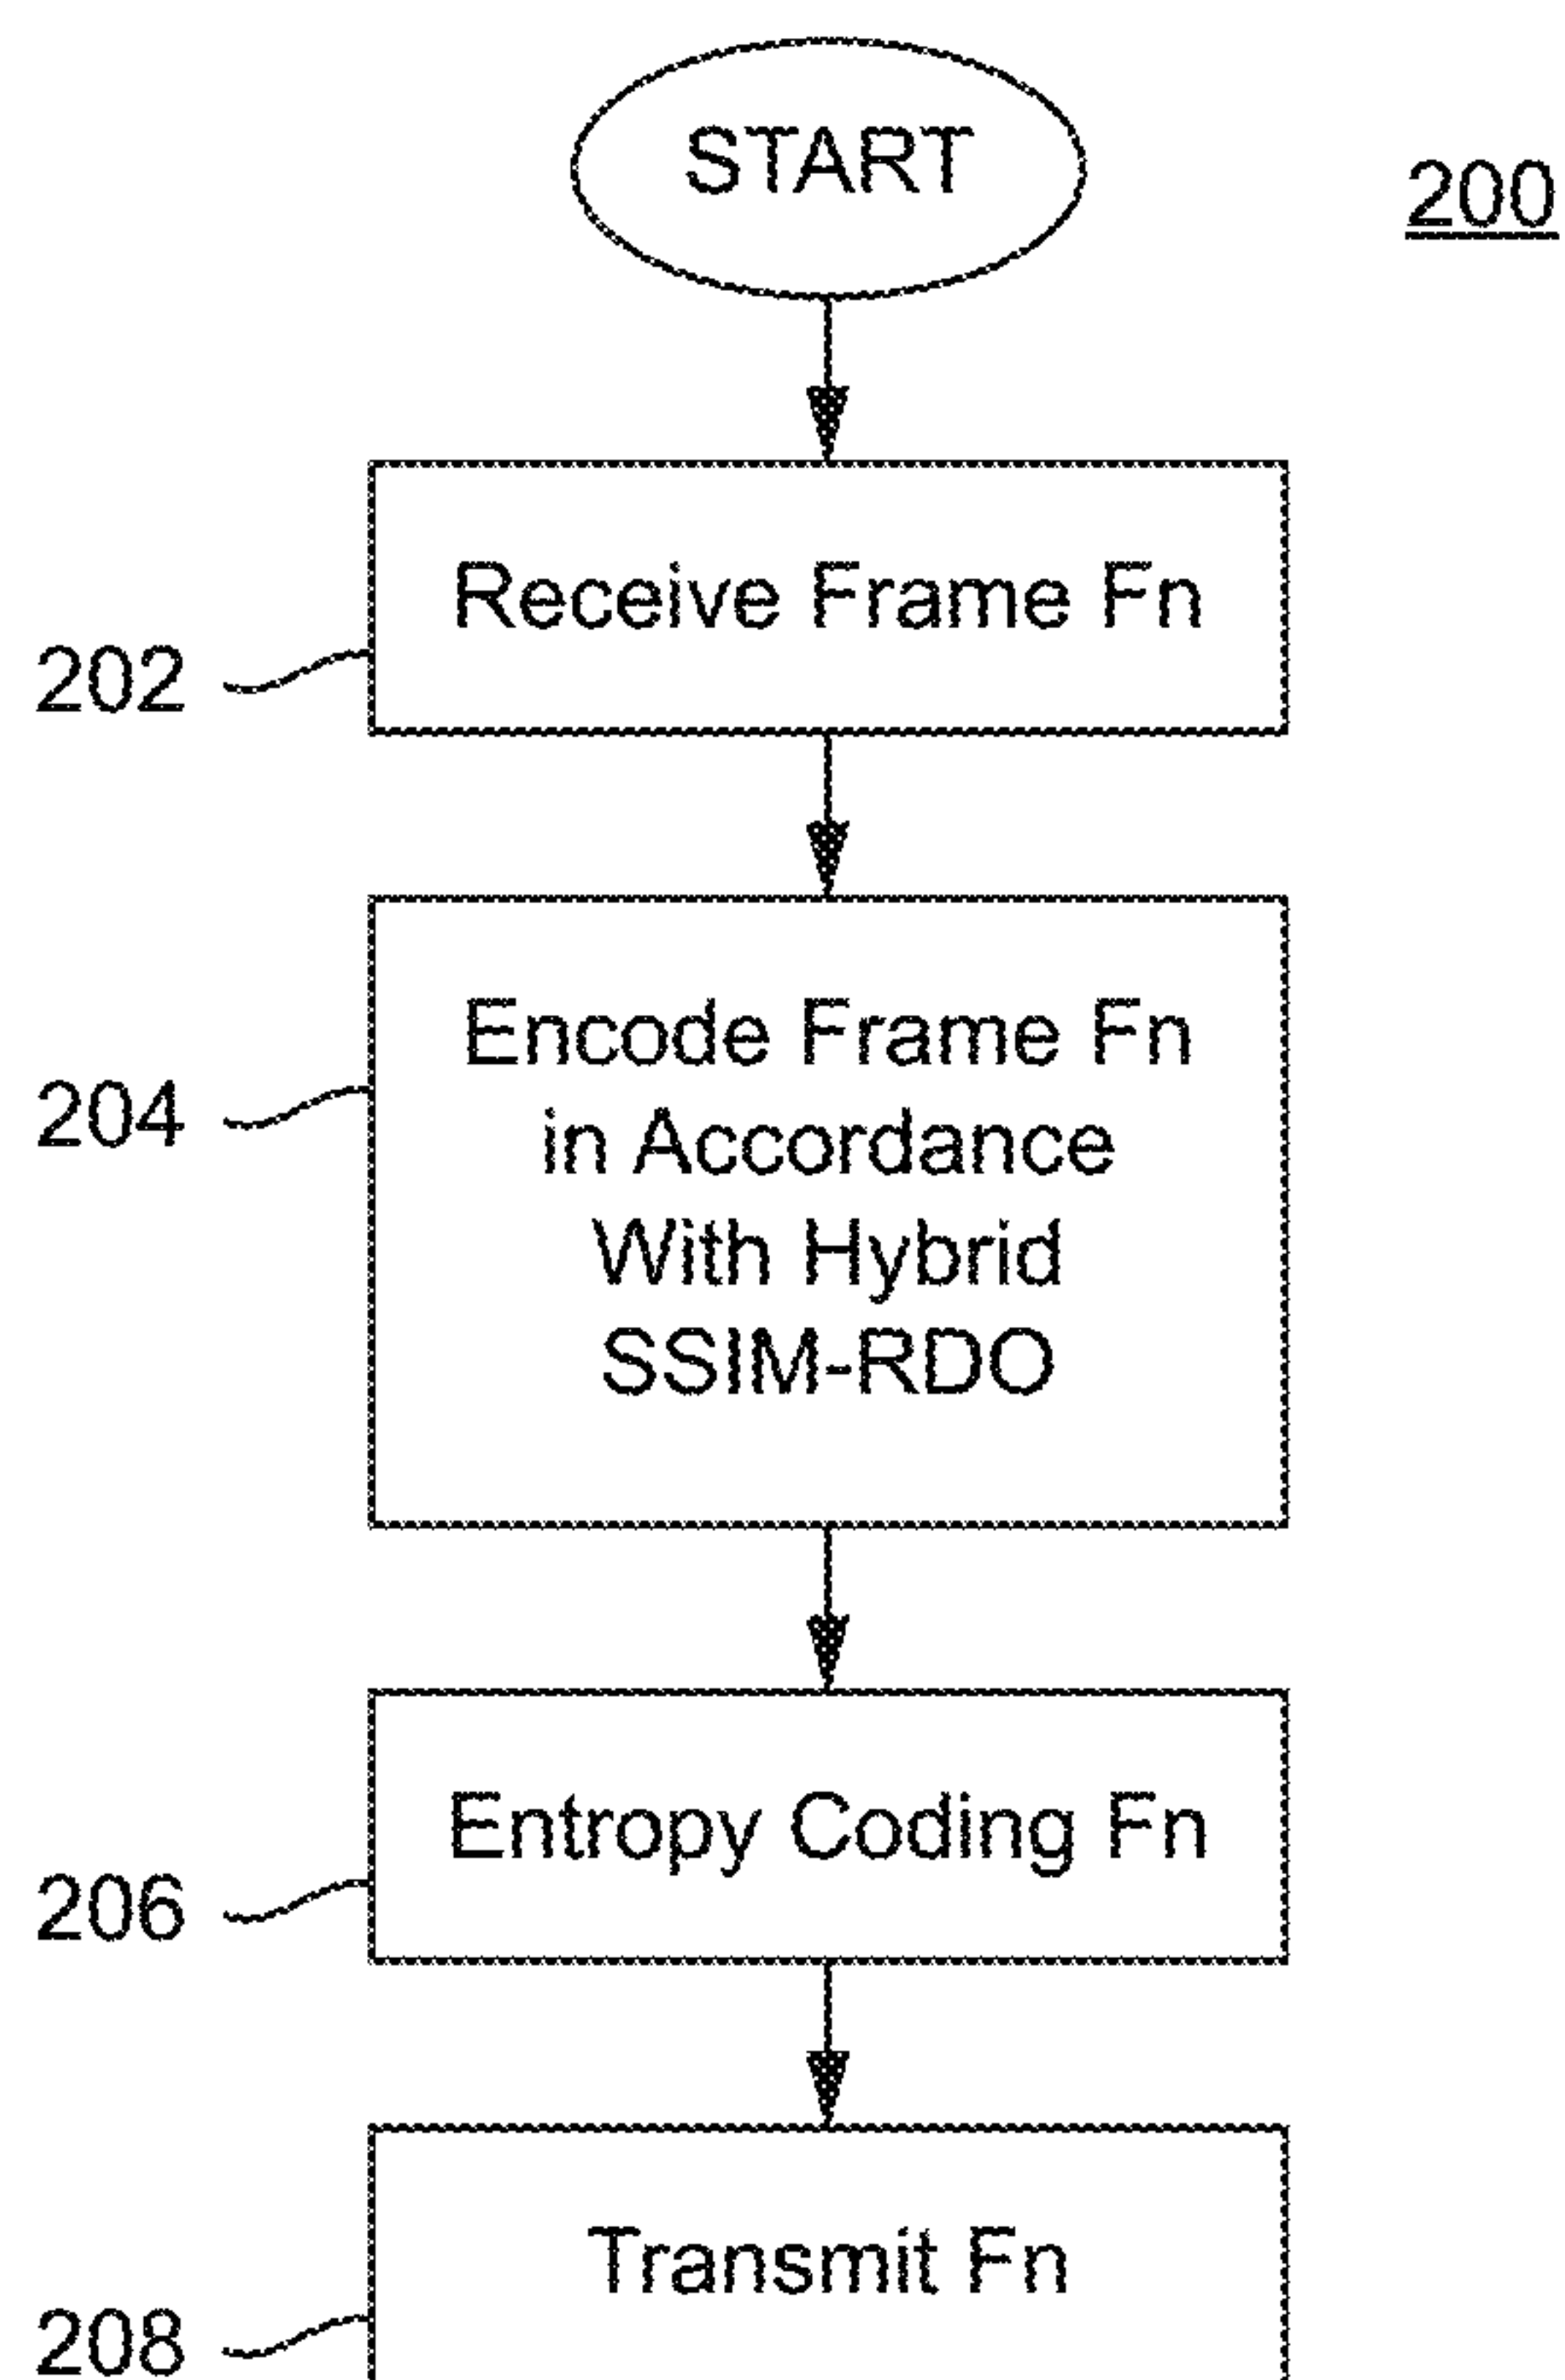 START
200
Receive Frame Fn
202
Encode Frame Fn
in Accordance
With Hybrid
SSIM-RDO
204
Entropy Coding Fn
206
Transmit Fn
208